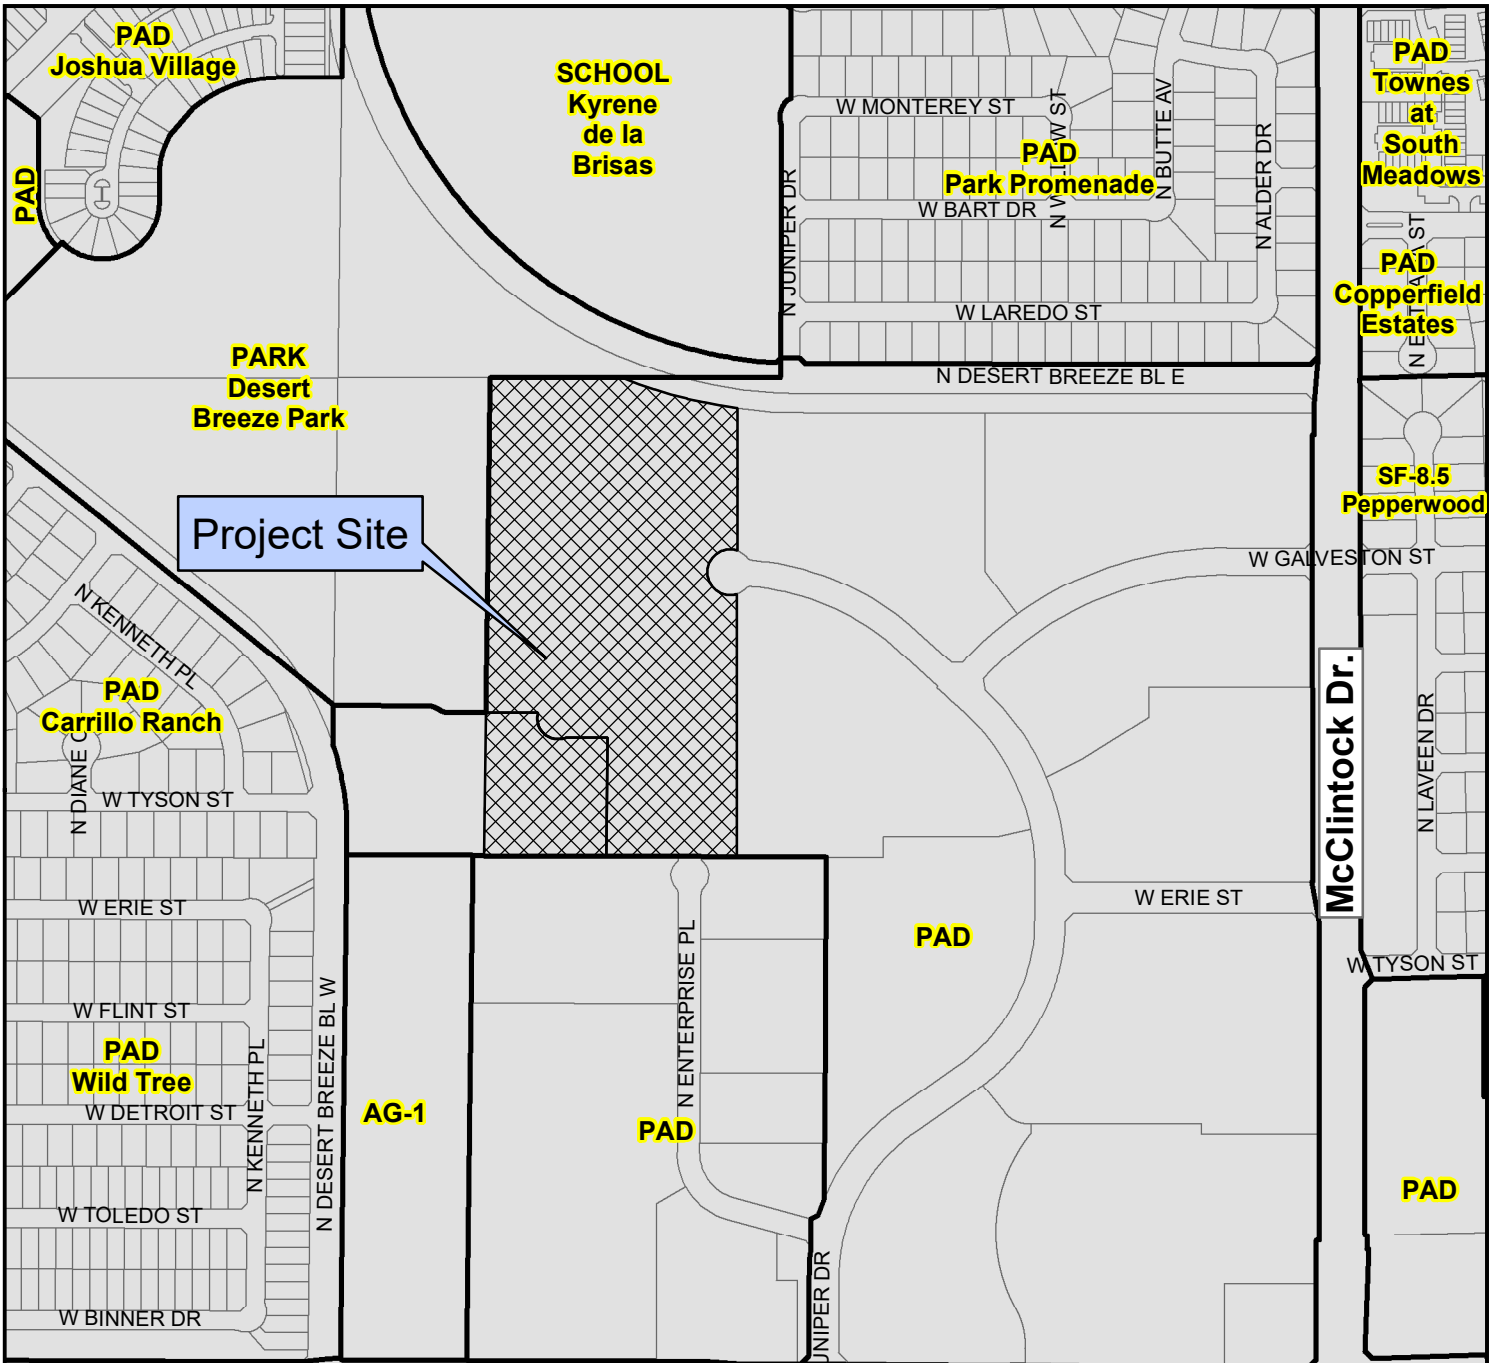 PAD
Joshua Village
SCHOOL
Kyrene
de la
Brisas
PAD
Townes
at
South
Meadows
W MONTEREY ST
N BUTTE AV
N ALDER DR
PAD
Park Promenade
PAD
N JUNIPER DR
W BART DR
W LAREDO ST
PAD
Copperfield
Estates
PARK
Desert
Breeze Park
N DESERT BREEZE BL E
SF-8.5
Pepperwood
Project Site
W GALVESTON ST
N KENNETH PL
PAD
Carrillo Ranch
N DIANE
W TYSON ST
McClintock Dr.
N LAVEEN DR
W ERIE ST
W ERIE ST
PAD
W TYSON ST
N ENTERPRISE PL
W FLINT ST
PAD
Wild Tree
N KENNETH PL
N DESERT BREEZE BL W
W DETROIT ST
AG-1
PAD
PAD
W TOLEDO ST
UNIPER DR
W BINNER DR